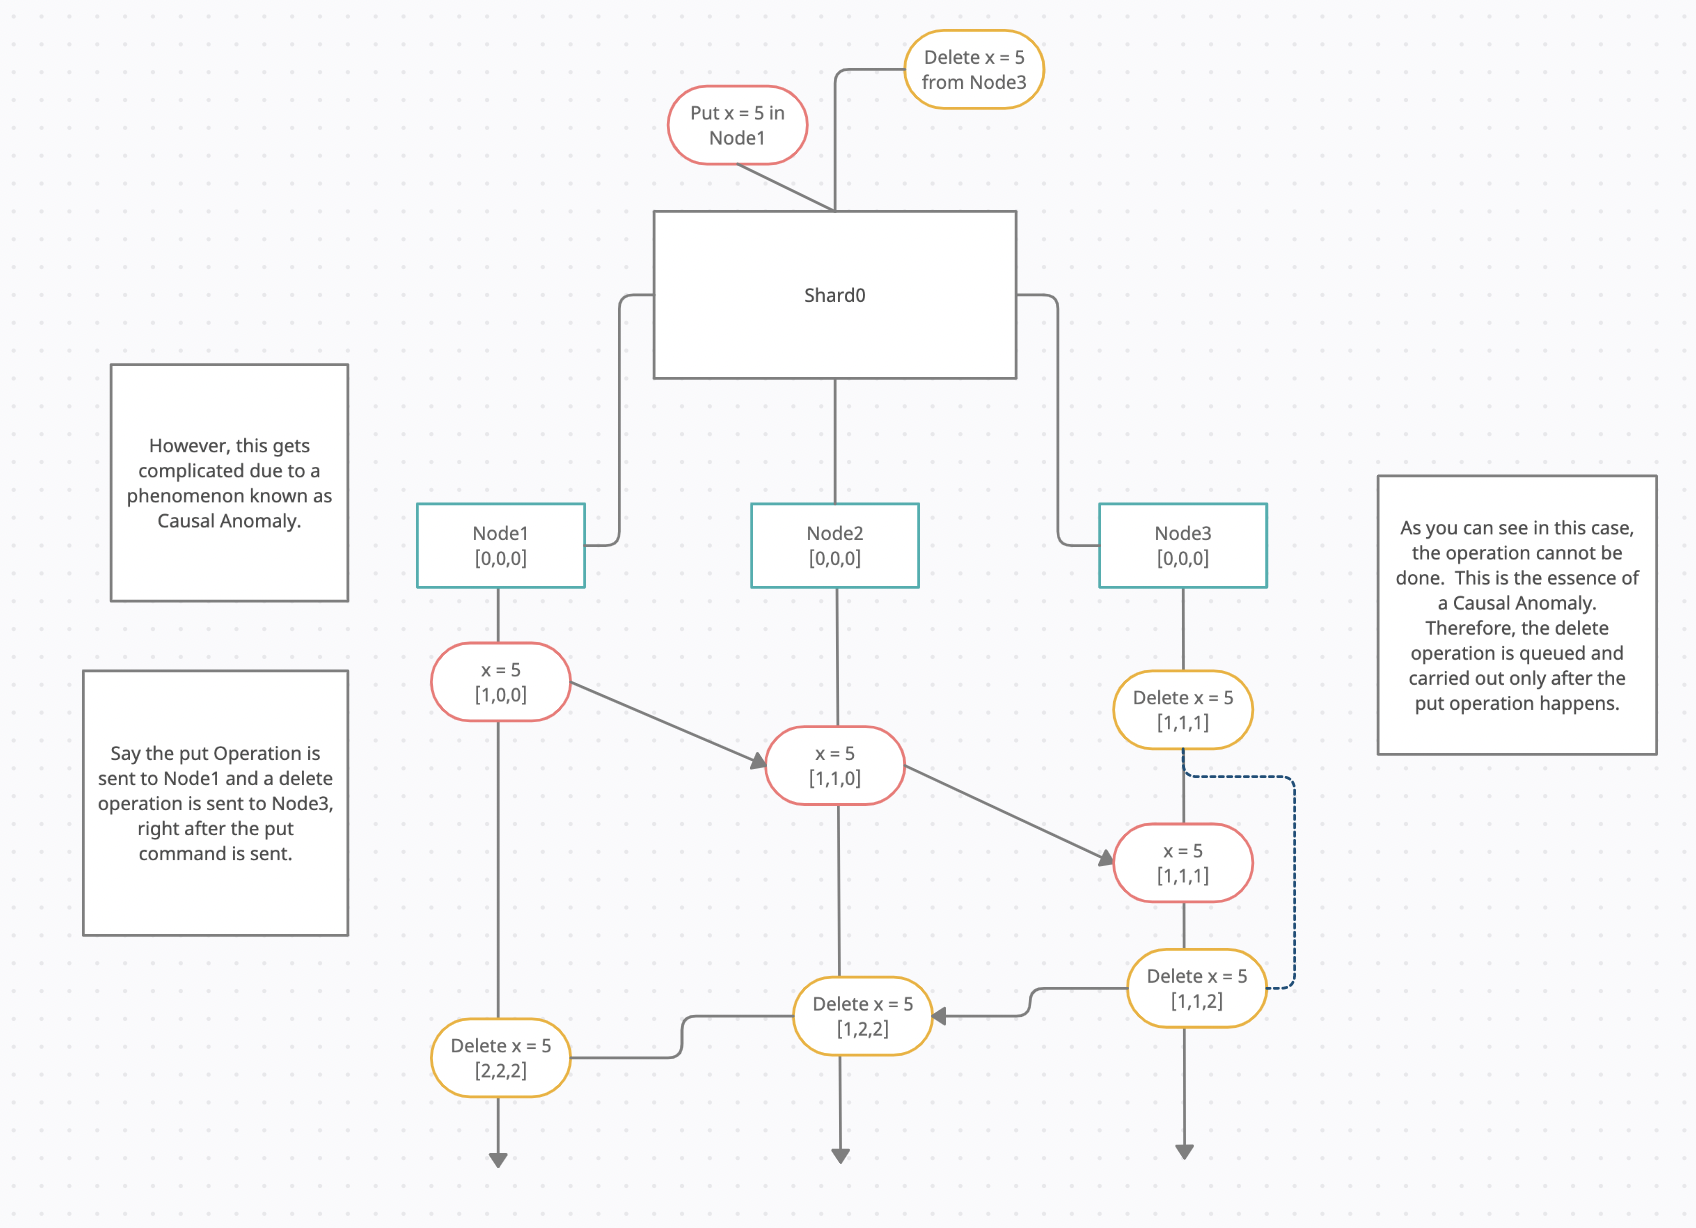 Delete x = 5
from Node3
Put x = 5 in
Node1
Shard0
However, this gets
complicated due to a
phenomenon known as
Causal Anomaly.
Node1
[0,0,0]
Node2
[0,0,0]
Node3
[0,0,0]
As you can see in this case,
the operation cannot be
done.  This is the essence of
a Causal Anomaly.
Therefore, the delete
operation is queued and
carried out only after the
put operation happens.
Say the put Operation is
sent to Node1 and a delete
operation is sent to Node3,
right after the put
command is sent.
x = 5
[1,0,0]
Delete x = 5
[1,1,1]
x = 5
[1,1,0]
x = 5
[1,1,1]
Delete x = 5
[1,1,2]
Delete x = 5
[1,2,2]
Delete x = 5
[2,2,2]